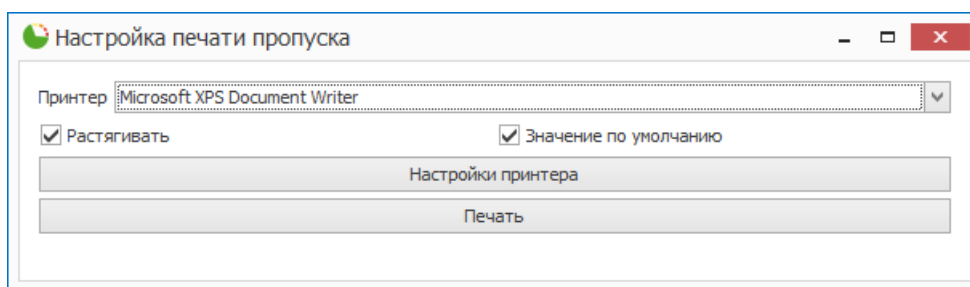 Настройка печати пропуска
Принтер Microsoft XPS Document Writer
Растягивать Значение по умолчанию
Настройки принтера
Печать